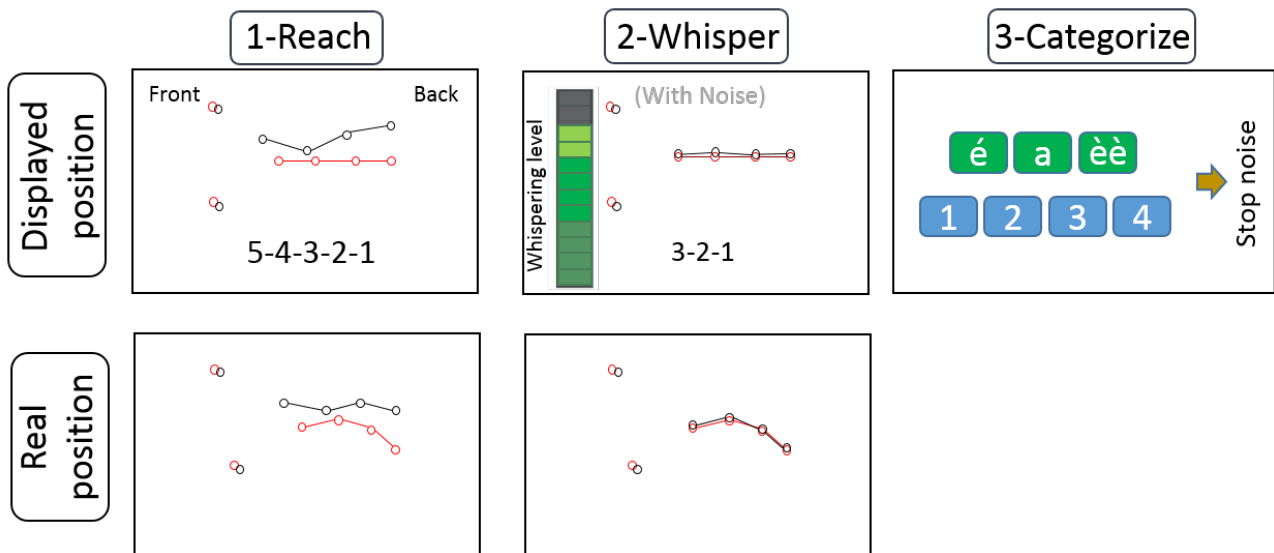 1-Reach
2-Whisper
3-Categorize
Displayed
position
Front
Back
5-4-3-2-1
Whispering level
(With Noise)
3-2-1
é
a
èè
1
2
3
4
Stop noise
Real
position